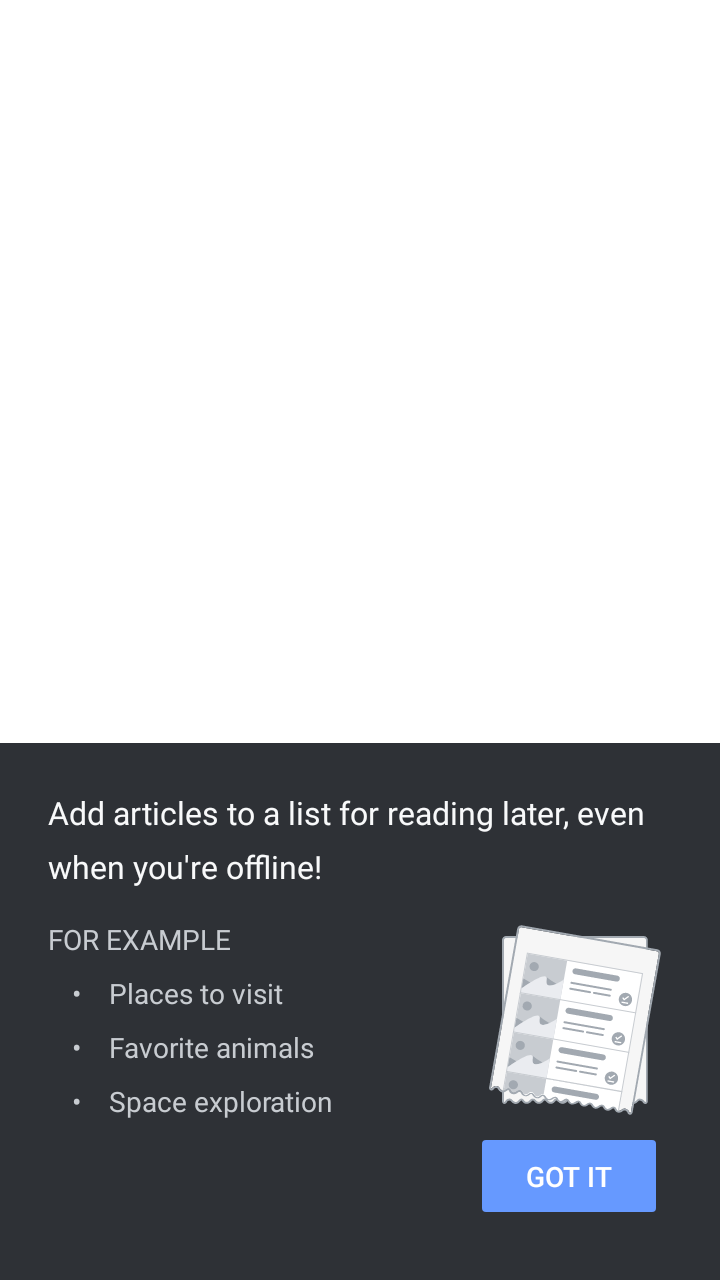 Add articles to a list for reading later, even
when you're offline!
FOR EXAMPLE
• Places to visit
• Favorite animals
• Space exploration
GOT IT